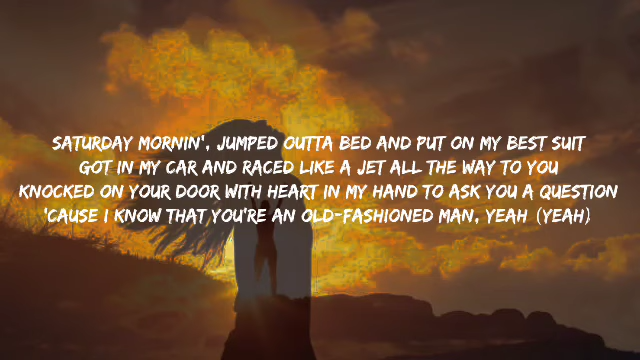 SATURDAY MORNIN', JUMPED OUTTA BED AND PUT ON MY BEST SUIT
GOT IN MY CAR AND RACED LIKE A JET ALL THE WAY TO YOU
KNOCKED ON YOUR DOOR WITH HEART IN MY HAND TO ASK YOU A QUESTION
'CAUSE I KNOW THAT YOU'RE AN OLD-FASHIONED MAN, YEAH (YEAH)